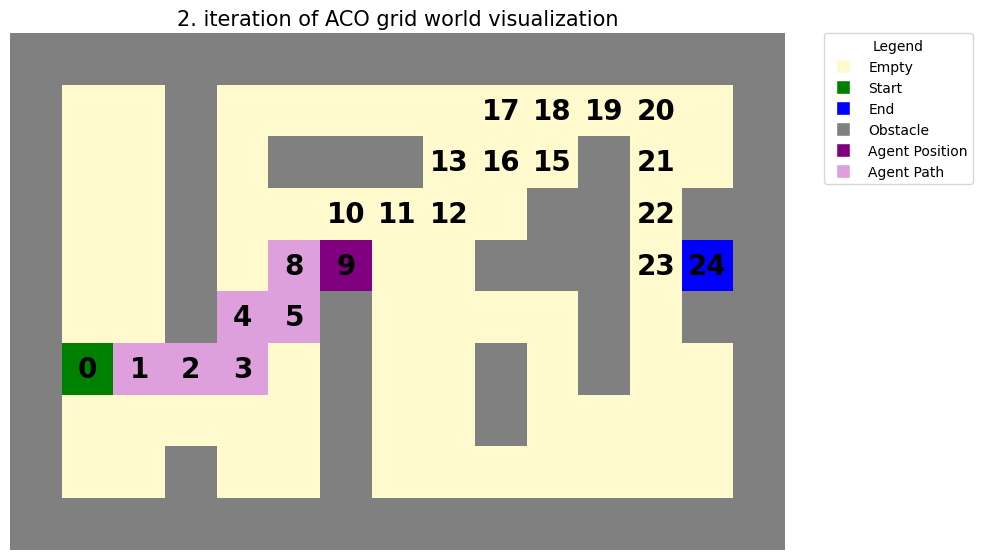 2. iteration of ACO grid world visualization
Legend
Empty
Start
End
Obstacle
Agent Position
Agent Path
17 18 19 20
13 16 15 21
10 11 12 22
8 9 23 24
4 5
0 1 2 3